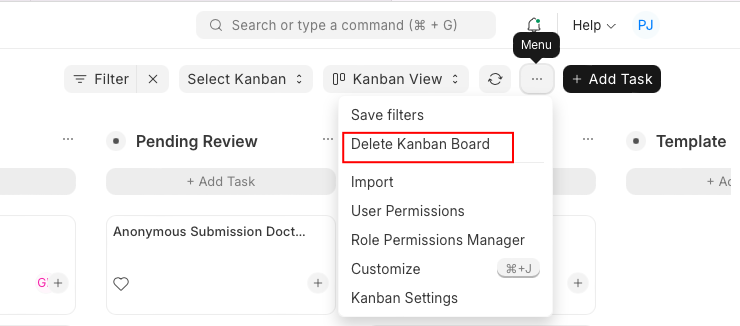 Search or type a command (⌘ + G)
Help
PJ
Menu
Filter
Select Kanban
Kanban View
+ Add Task
Save filters
Delete Kanban Board
Import
User Permissions
Role Permissions Manager
Customize
⌘+J
Kanban Settings
Pending Review
+ Add Task
Anonymous Submission Doct...
Template